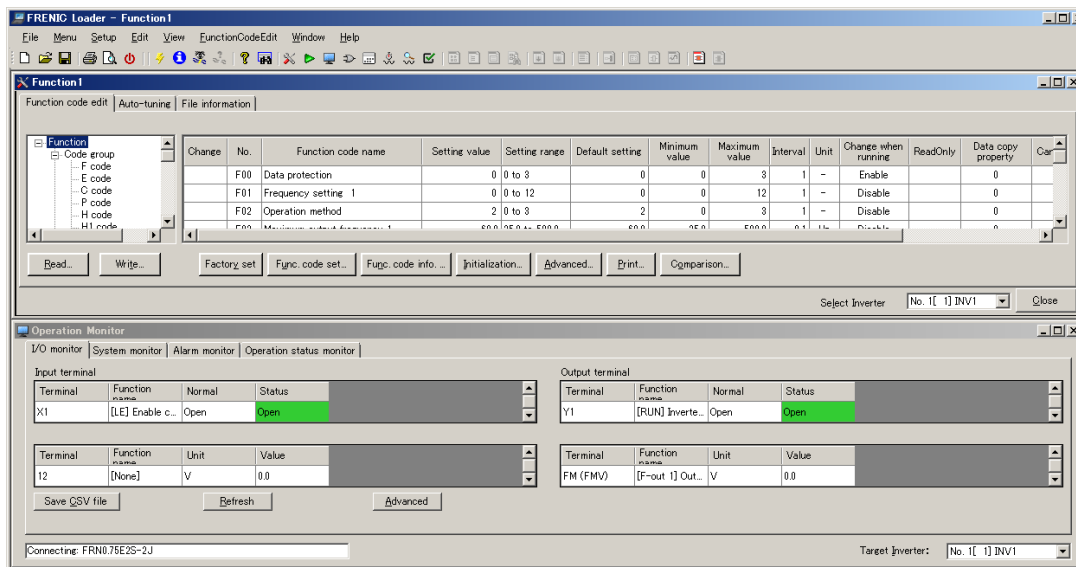 FRENIC Loader - Function1
File Menu Setup Edit View FunctionCodeEdit Window Help
Function1
Function code edit Auto-tuning File information
Function
Code group
F code
E code
C code
P code
H code
H1 code
Change No. Function code name Setting value Setting range Default setting Minimum value Maximum value Interval Unit Change when running ReadOnly Data copy property
F00 Data protection 0 0 to 3 0 0 3 1 - Enable 0
F01 Frequency setting 1 0 0 to 12 0 0 12 1 - Disable 0
F02 Operation method 2 0 to 3 2 0 3 1 - Disable 0
Read... Write... Factory set Func. code set... Func. code info. ... Initialization... Advanced... Print... Comparison...
Select Inverter No. 1[ 1] INV1 Close
Operation Monitor
I/O monitor System monitor Alarm monitor Operation status monitor
Input terminal
Terminal Function name Normal Status
X1 [LE] Enable c... Open Open
Terminal Function name Unit Value
12 [None] V 0.0
Save CSV file Refresh Advanced
Output terminal
Terminal Function name Normal Status
Y1 [RUN] Inverte... Open Open
Terminal Function name Unit Value
FM (FMV) [F-out 1] Out... V 0.0
Connecting: FRN0.75E2S-2J
Target Inverter: No. 1[ 1] INV1